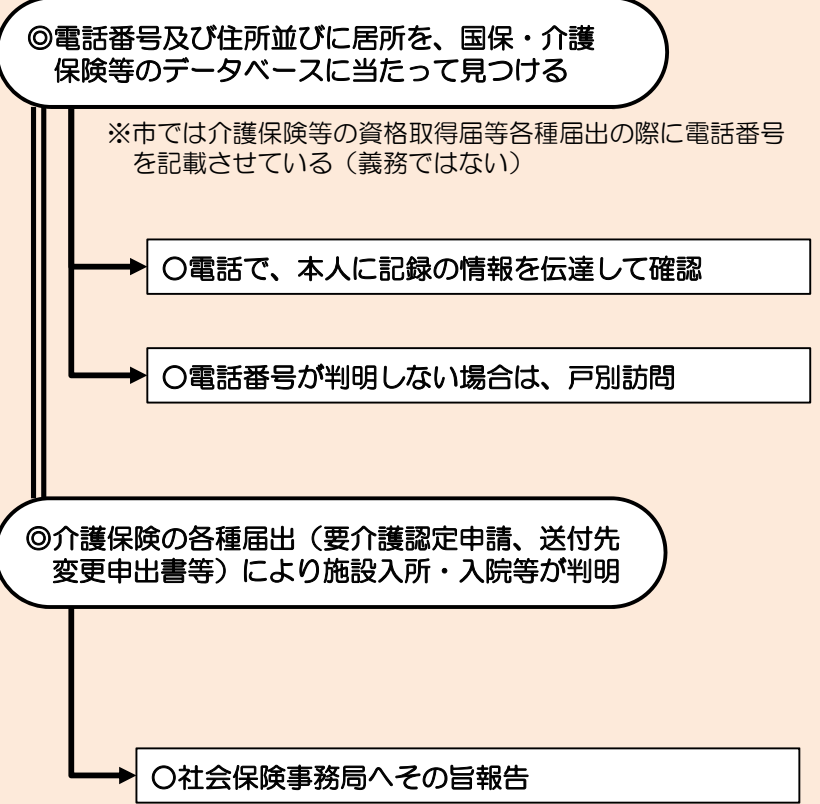 ◎電話番号及び住所並びに居所を、国保・介護
保険等のデータベースに当たって見つける
※市では介護保険等の資格取得届等各種届出の際に電話番号
を記載させている（義務ではない）
○電話で、本人に記録の情報を伝達して確認
○電話番号が判明しない場合は、戸別訪問
◎介護保険の各種届出（要介護認定申請、送付先
変更申出書等）により施設入所・入院等が判明
○社会保険事務局へその旨報告